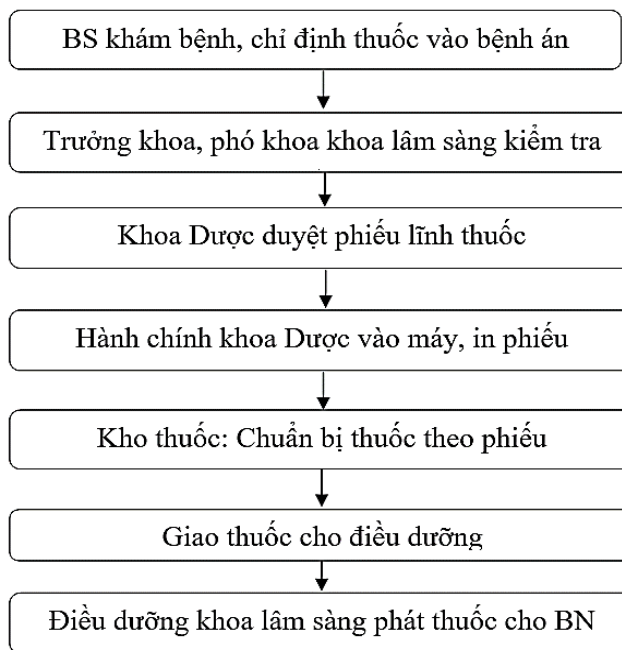 BS khám bệnh, chỉ định thuốc vào bệnh án
Trưởng khoa, phó khoa khoa lâm sàng kiểm tra
Khoa Dược duyệt phiếu lĩnh thuốc
Hành chính khoa Dược vào máy, in phiếu
Kho thuốc: Chuẩn bị thuốc theo phiếu
Giao thuốc cho điều dưỡng
Điều dưỡng khoa lâm sàng phát thuốc cho BN